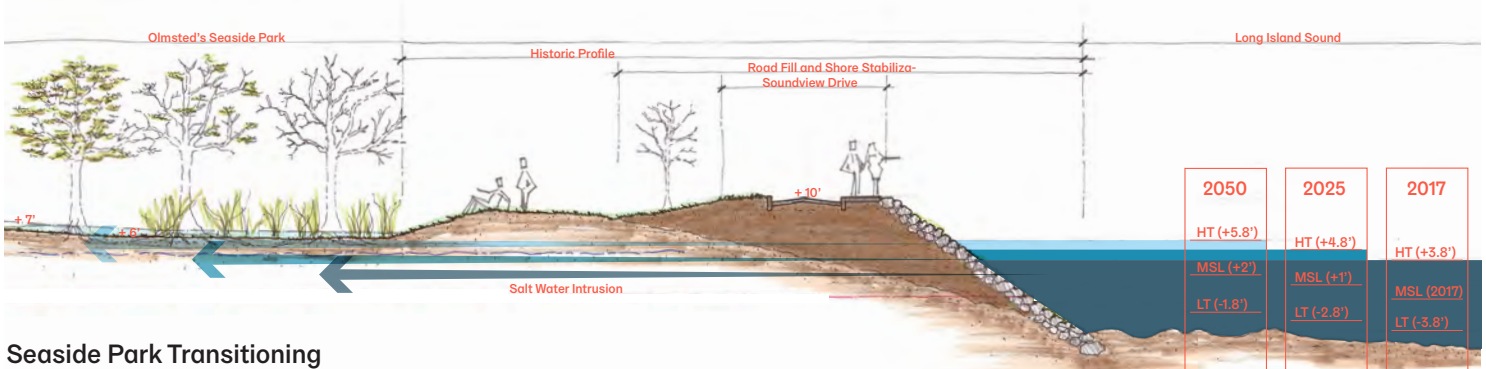 Olmsted's Seaside Park
Long Island Sound
Historic Profile
Road Fill and Shore Stabiliza-
Soundview Drive
+ 7'
+ 6'
+ 10'
Salt Water Intrusion
2050
HT (+5.8')
MSL (+2')
LT (-1.8')
2025
HT (+4.8')
MSL (+1')
LT (-2.8')
2017
HT (+3.8')
MSL (2017)
LT (-3.8')
Seaside Park Transitioning